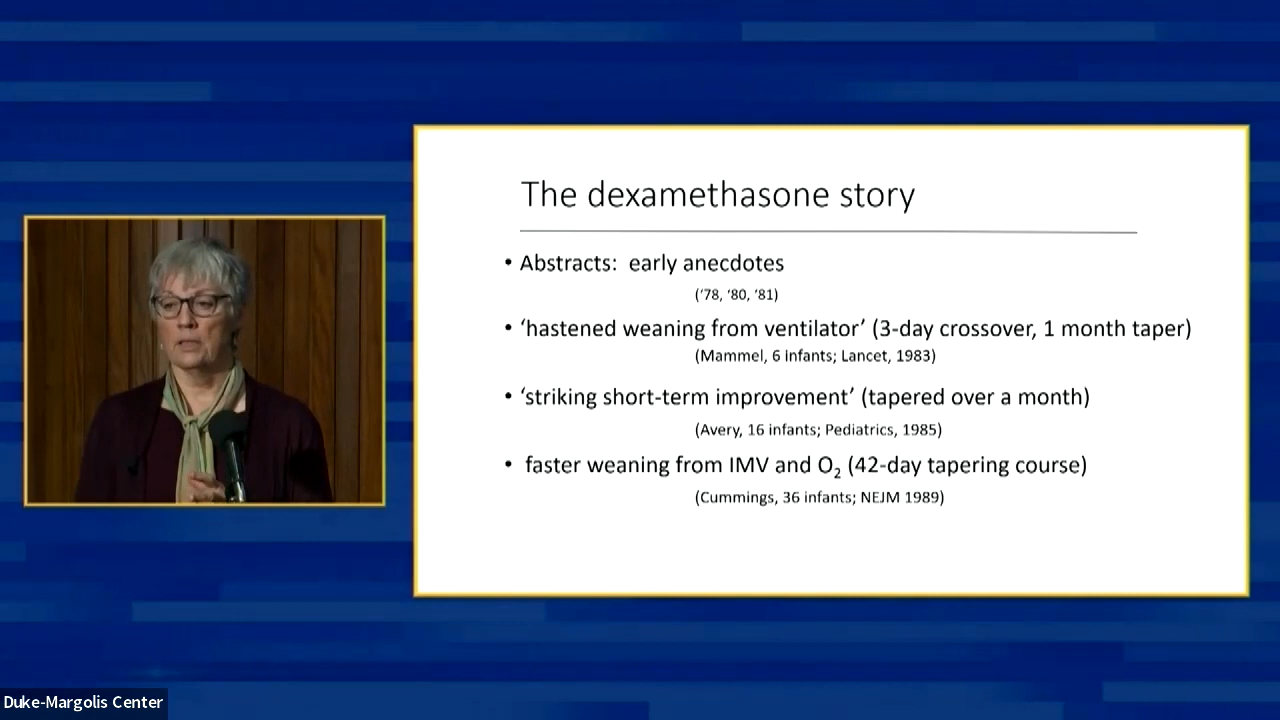 The dexamethasone story
• Abstracts:  early anecdotes
(‘78, ‘80, ‘81)
• ‘hastened weaning from ventilator’ (3-day crossover, 1 month taper)
(Mammel, 6 infants; Lancet, 1983)
• ‘striking short-term improvement’ (tapered over a month)
(Avery, 16 infants; Pediatrics, 1985)
• faster weaning from IMV and O₂ (42-day tapering course)
(Cummings, 36 infants; NEJM 1989)
Duke-Margolis Center